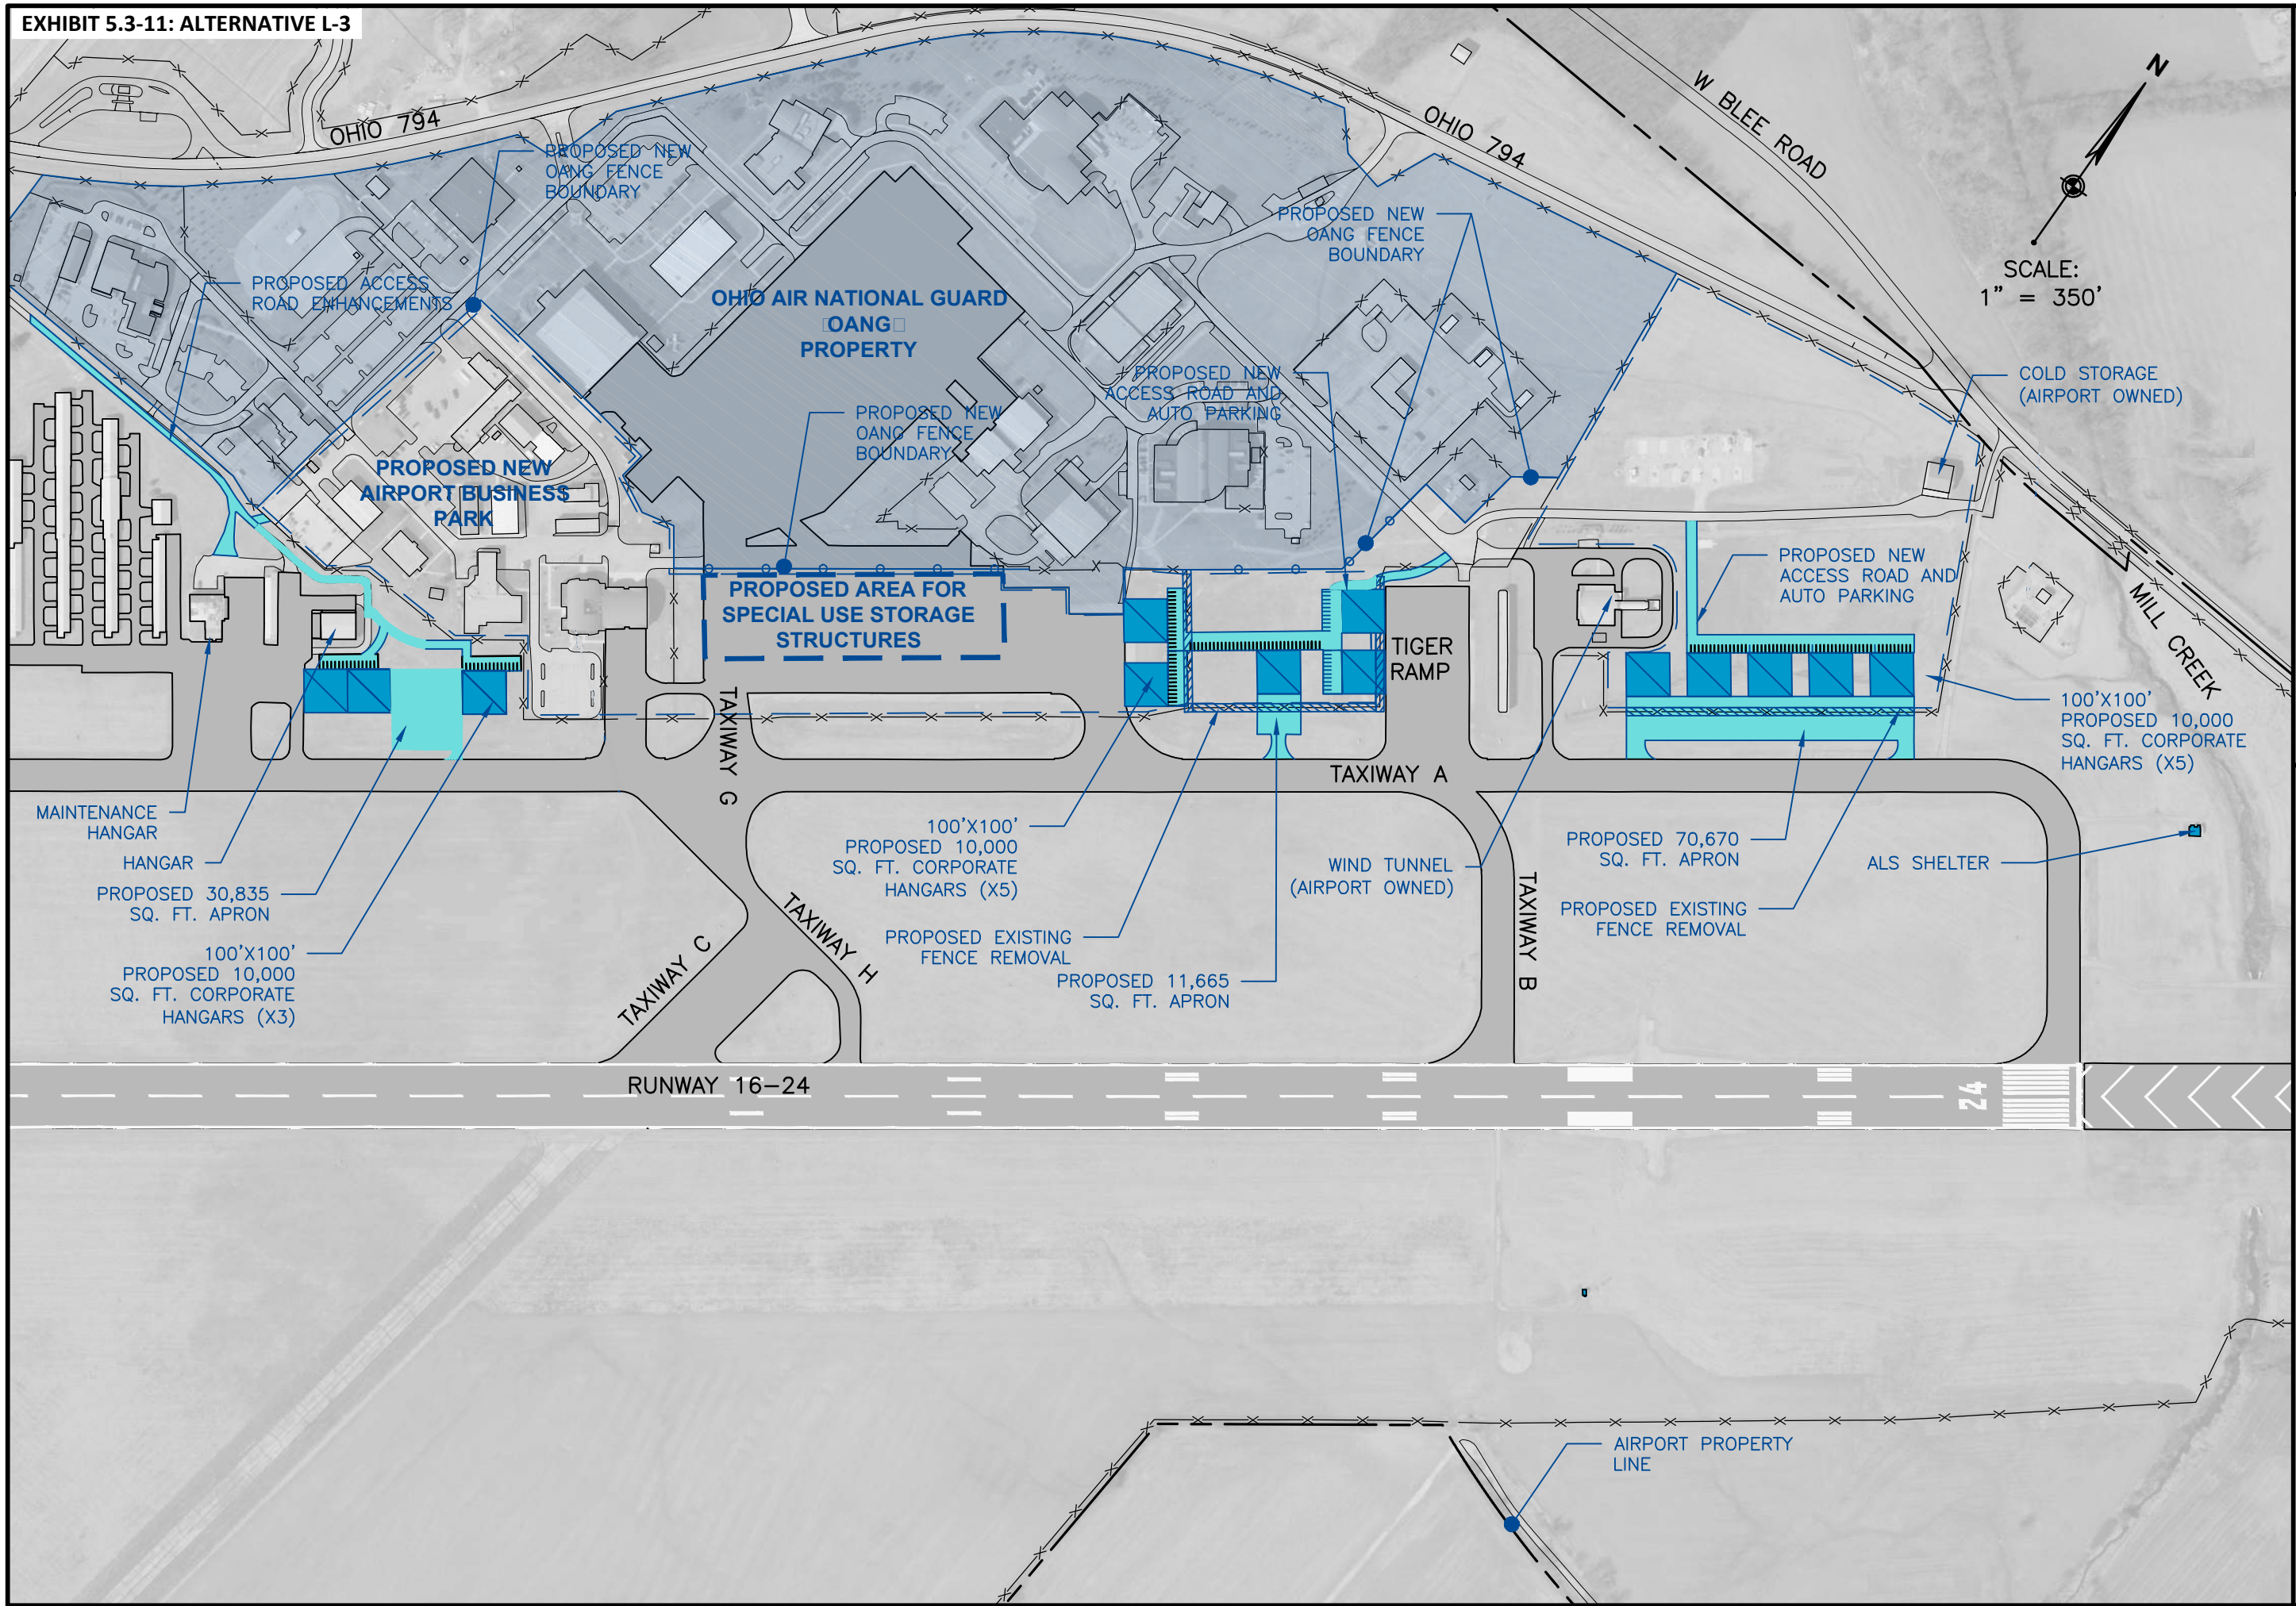 EXHIBIT 5.3-11: ALTERNATIVE L-3
OHIO 794
PROPOSED NEW
OANG FENCE
BOUNDARY
W BLEE ROAD
N
SCALE:
1" = 350'
OHIO 794
PROPOSED NEW
OANG FENCE
BOUNDARY
PROPOSED ACCESS
ROAD ENHANCEMENTS
OHIO AIR NATIONAL GUARD
OANG
PROPERTY
PROPOSED NEW
ACCESS ROAD AND
AUTO PARKING
COLD STORAGE
(AIRPORT OWNED)
PROPOSED NEW
OANG FENCE
BOUNDARY
PROPOSED NEW
AIRPORT BUSINESS
PARK
PROPOSED NEW
ACCESS ROAD AND
AUTO PARKING
PROPOSED AREA FOR
SPECIAL USE STORAGE
STRUCTURES
MILL CREEK
TIGER
RAMP
100'X100'
PROPOSED 10,000
SQ. FT. CORPORATE
HANGARS (X5)
TAXIWAY G
TAXIWAY A
MAINTENANCE
HANGAR
HANGAR
PROPOSED 30,835
SQ. FT. APRON
100'X100'
PROPOSED 10,000
SQ. FT. CORPORATE
HANGARS (X3)
100'X100'
PROPOSED 10,000
SQ. FT. CORPORATE
HANGARS (X5)
PROPOSED EXISTING
FENCE REMOVAL
PROPOSED 11,665
SQ. FT. APRON
WIND TUNNEL
(AIRPORT OWNED)
PROPOSED 70,670
SQ. FT. APRON
PROPOSED EXISTING
FENCE REMOVAL
ALS SHELTER
TAXIWAY C
TAXIWAY H
TAXIWAY B
RUNWAY 16-24
24
AIRPORT PROPERTY
LINE